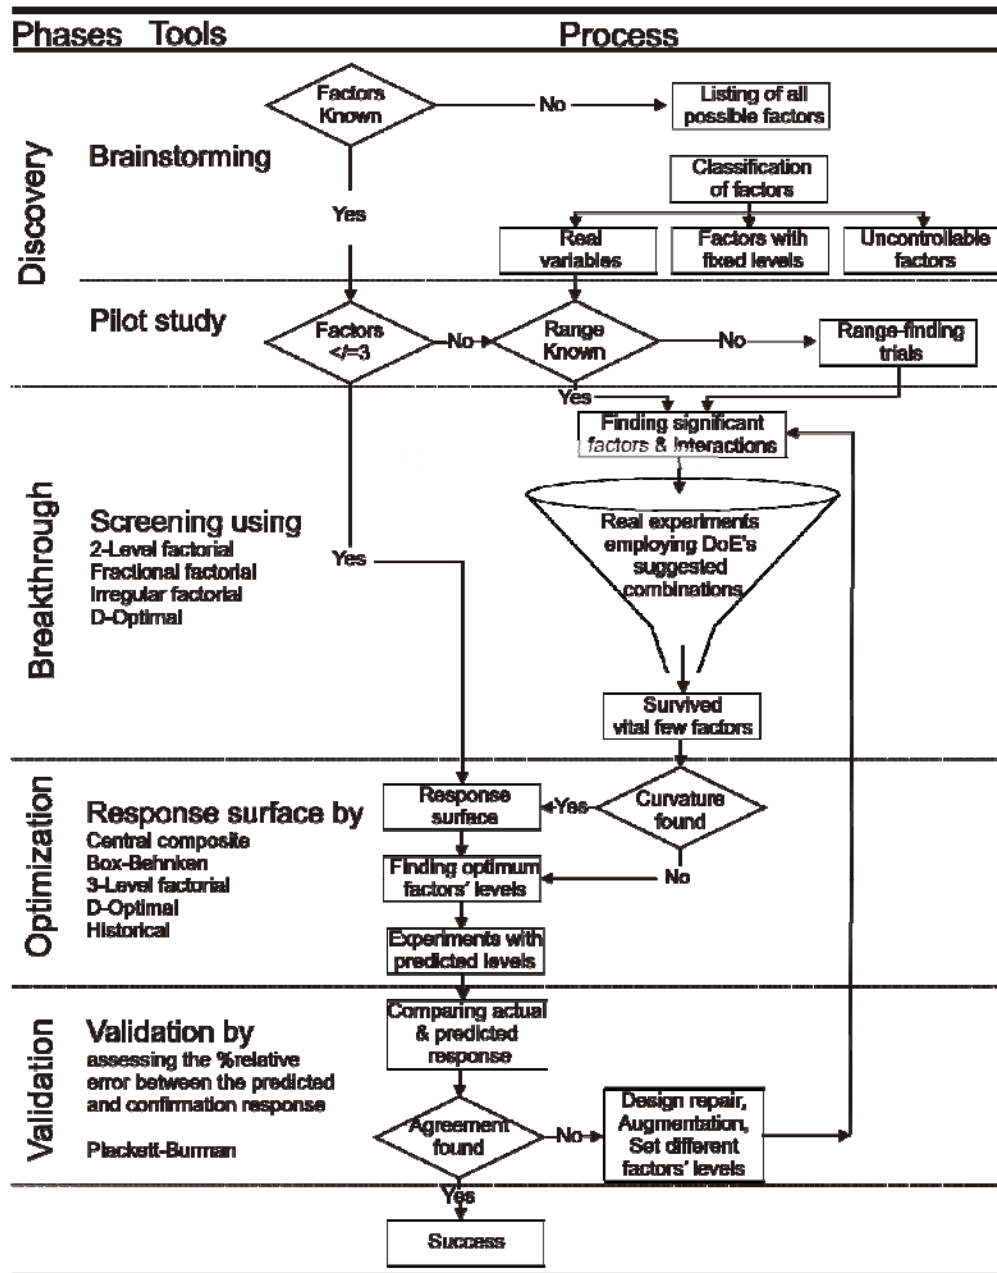 Phases Tools Process
Discovery
Brainstorming
Factors
Known
No
Listing of all
possible factors
Classification
of factors
Yes
Real
variables
Factors with
fixed levels
Uncontrollable
factors
Pilot study
Factors
</=3
No
Range
Known
No
Range-finding
trials
Yes
Finding significant
factors & interactions
Breakthrough
Screening using
2-Level factorial
Fractional factorial
Irregular factorial
D-Optimal
Yes
Real experiments
employing DoE's
suggested
combinations
Survived
vital few factors
Optimization
Response surface by
Central composite
Box-Behnken
3-Level factorial
D-Optimal
Historical
Response
surface
Yes
Curvature
found
No
Finding optimum
factors' levels
Experiments with
predicted levels
Validation
Validation by
assessing the %relative
error between the predicted
and confirmation response
Plackett-Burman
Comparing actual
& predicted
response
Agreement
found
No
Design repair,
Augmentation,
Set different
factors' levels
Yes
Success